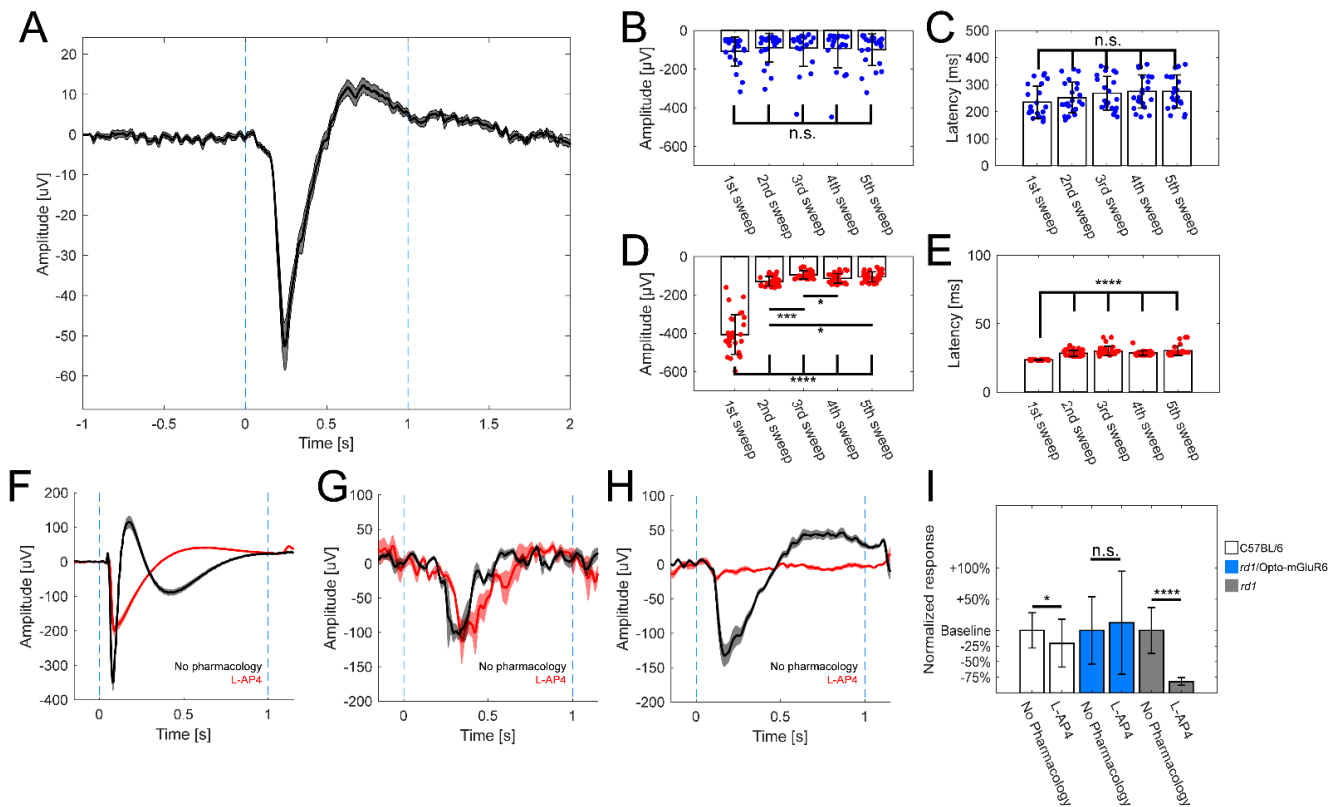 A
Amplitude [uV]
20
10
0
-10
-20
-30
-40
-50
-60
-1
-0.5
0
0.5
1
1.5
2
Time [s]
B
Amplitude [µV]
0
-200
-400
-600
n.s.
1st sweep
2nd sweep
3rd sweep
4th sweep
5th sweep
C
Latency [ms]
500
400
300
200
100
0
n.s.
1st sweep
2nd sweep
3rd sweep
4th sweep
5th sweep
D
Amplitude [µV]
0
-200
-400
-600
*
***
*
****
1st sweep
2nd sweep
3rd sweep
4th sweep
5th sweep
E
Latency [ms]
100
50
0
****
1st sweep
2nd sweep
3rd sweep
4th sweep
5th sweep
F
Amplitude [uV]
200
100
0
-100
-200
-300
-400
No pharmacology
L-AP4
0
0.5
1
Time [s]
G
Amplitude [uV]
100
50
0
-50
-100
-150
-200
No pharmacology
L-AP4
0
0.5
1
Time [s]
H
Amplitude [uV]
100
50
0
-50
-100
-150
-200
No pharmacology
L-AP4
0
0.5
1
Time [s]
I
Normalized response
+100%
+50%
Baseline
-25%
-50%
-75%
*
n.s.
****
No Pharmacology
L-AP4
No Pharmacology
L-AP4
No Pharmacology
L-AP4
C57BL/6
rd1/Opto-mGluR6
rd1